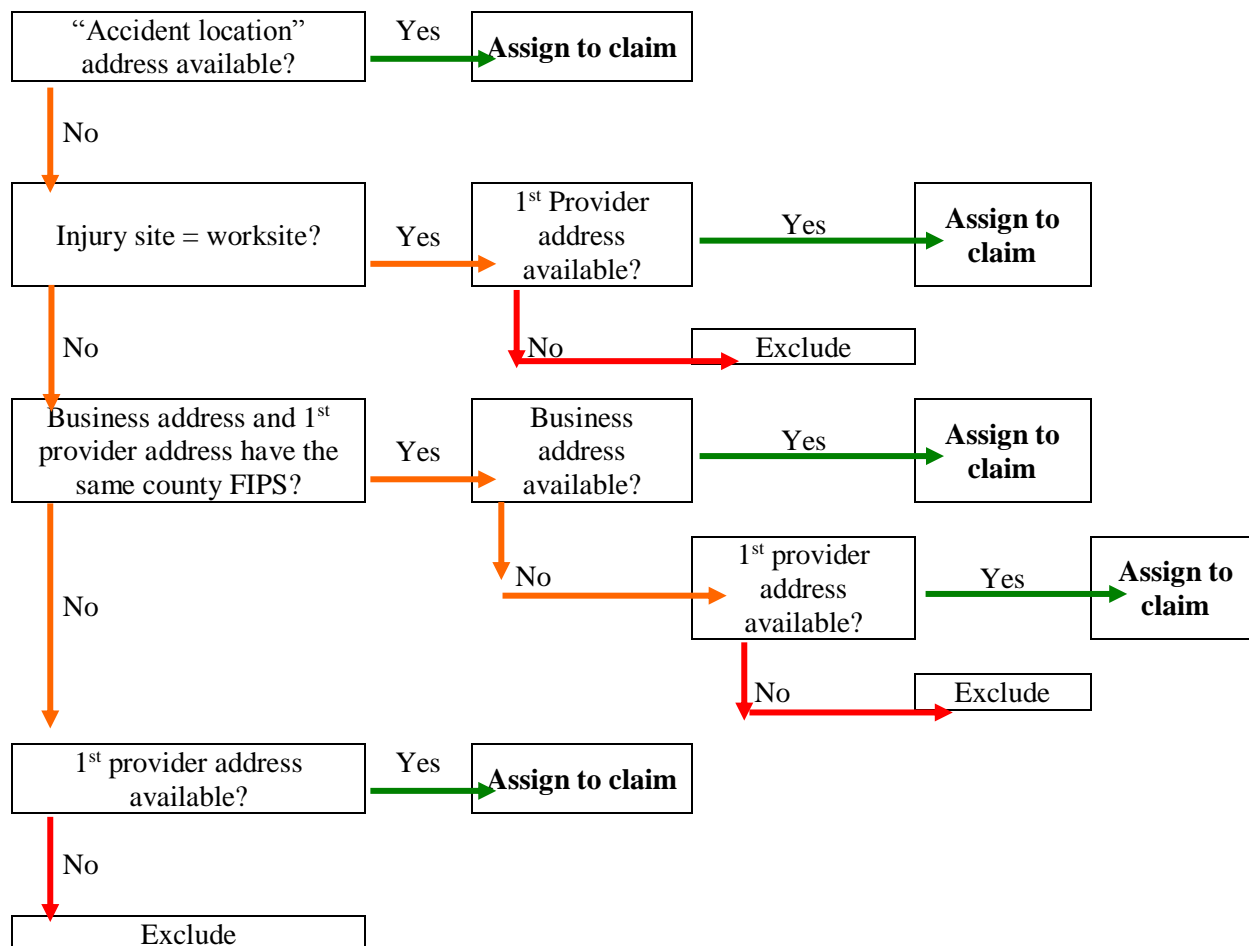 “Accident location”
address available?
Yes
Assign to claim
No
Injury site = worksite?
Yes
1st Provider
address
available?
Yes
Assign to
claim
No
No
Exclude
Business address and 1st
provider address have the
same county FIPS?
Yes
Business
address
available?
Yes
Assign to
claim
No
No
1st provider
address
available?
Yes
Assign to
claim
No
Exclude
1st provider address
available?
Yes
Assign to claim
No
Exclude